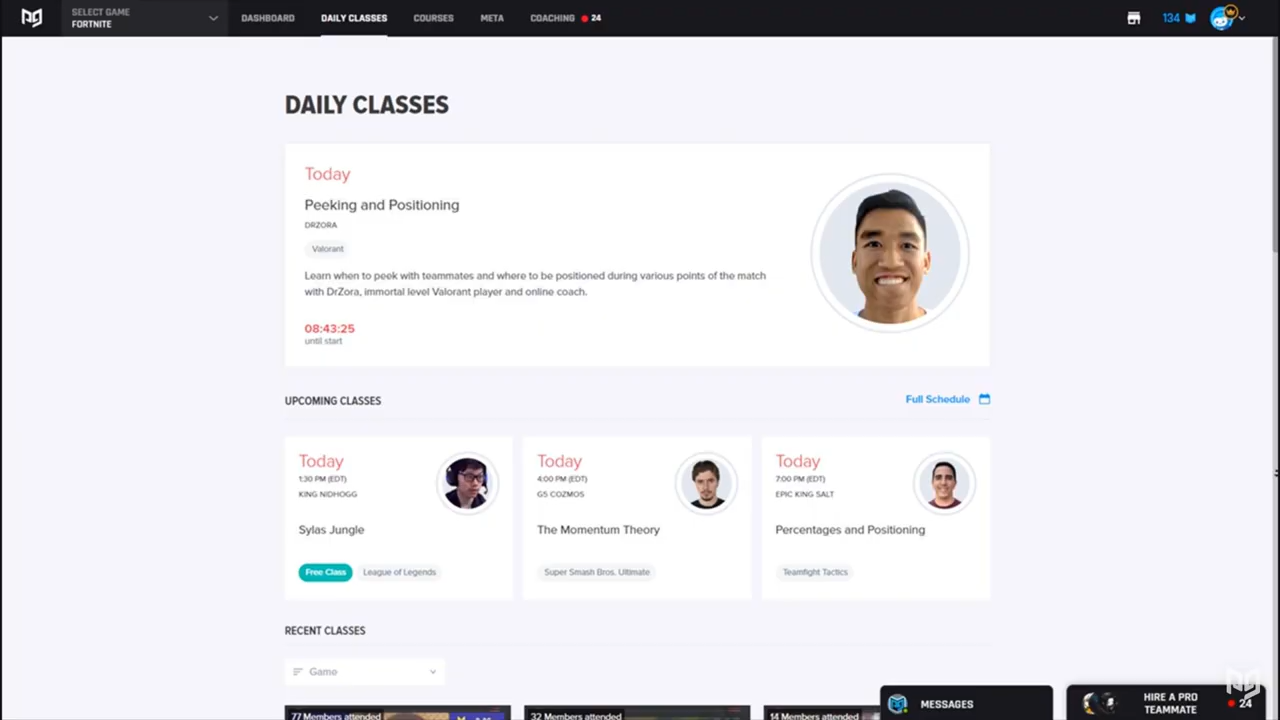 SELECT GAME
FORTNITE
DASHBOARD
DAILY CLASSES
COURSES
META
COACHING
24
134
DAILY CLASSES
Today
Peeking and Positioning
DRZORA
Valorant
Learn when to peek with teammates and where to be positioned during various points of the match
with DrZora, immortal level Valorant player and online coach.
08:43:25
until start
UPCOMING CLASSES
Full Schedule
Today
1:30 PM (EDT)
KING NIDHOGG
Sylas Jungle
Free Class
League of Legends
Today
4:00 PM (EDT)
G5 COZMOS
The Momentum Theory
Super Smash Bros. Ultimate
Today
7:00 PM (EDT)
EPIC KING SALT
Percentages and Positioning
Teamfight Tactics
RECENT CLASSES
Game
77 Members attended
32 Members attended
14 Members attended
MESSAGES
HIRE A PRO
TEAMMATE
24